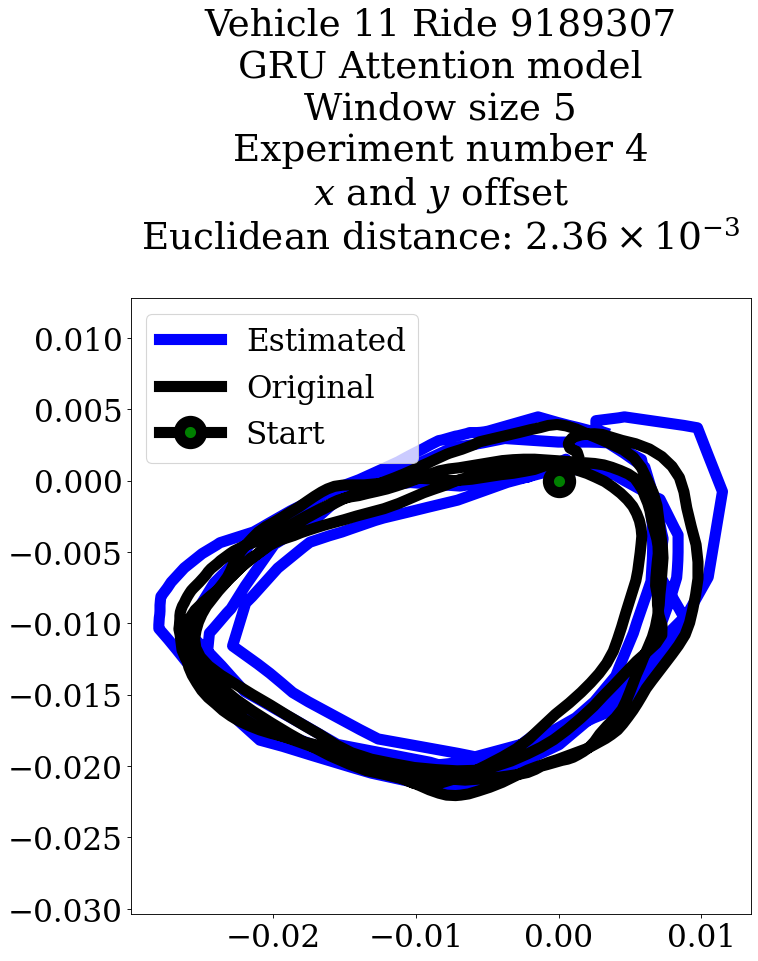 Vehicle 11 Ride 9189307
GRU Attention model
Window size 5
Experiment number 4
x and y offset
Euclidean distance: 2.36 × 10⁻³
Estimated
Original
Start
0.010
0.005
0.000
−0.005
−0.010
−0.015
−0.020
−0.025
−0.030
−0.02 −0.01 0.00 0.01